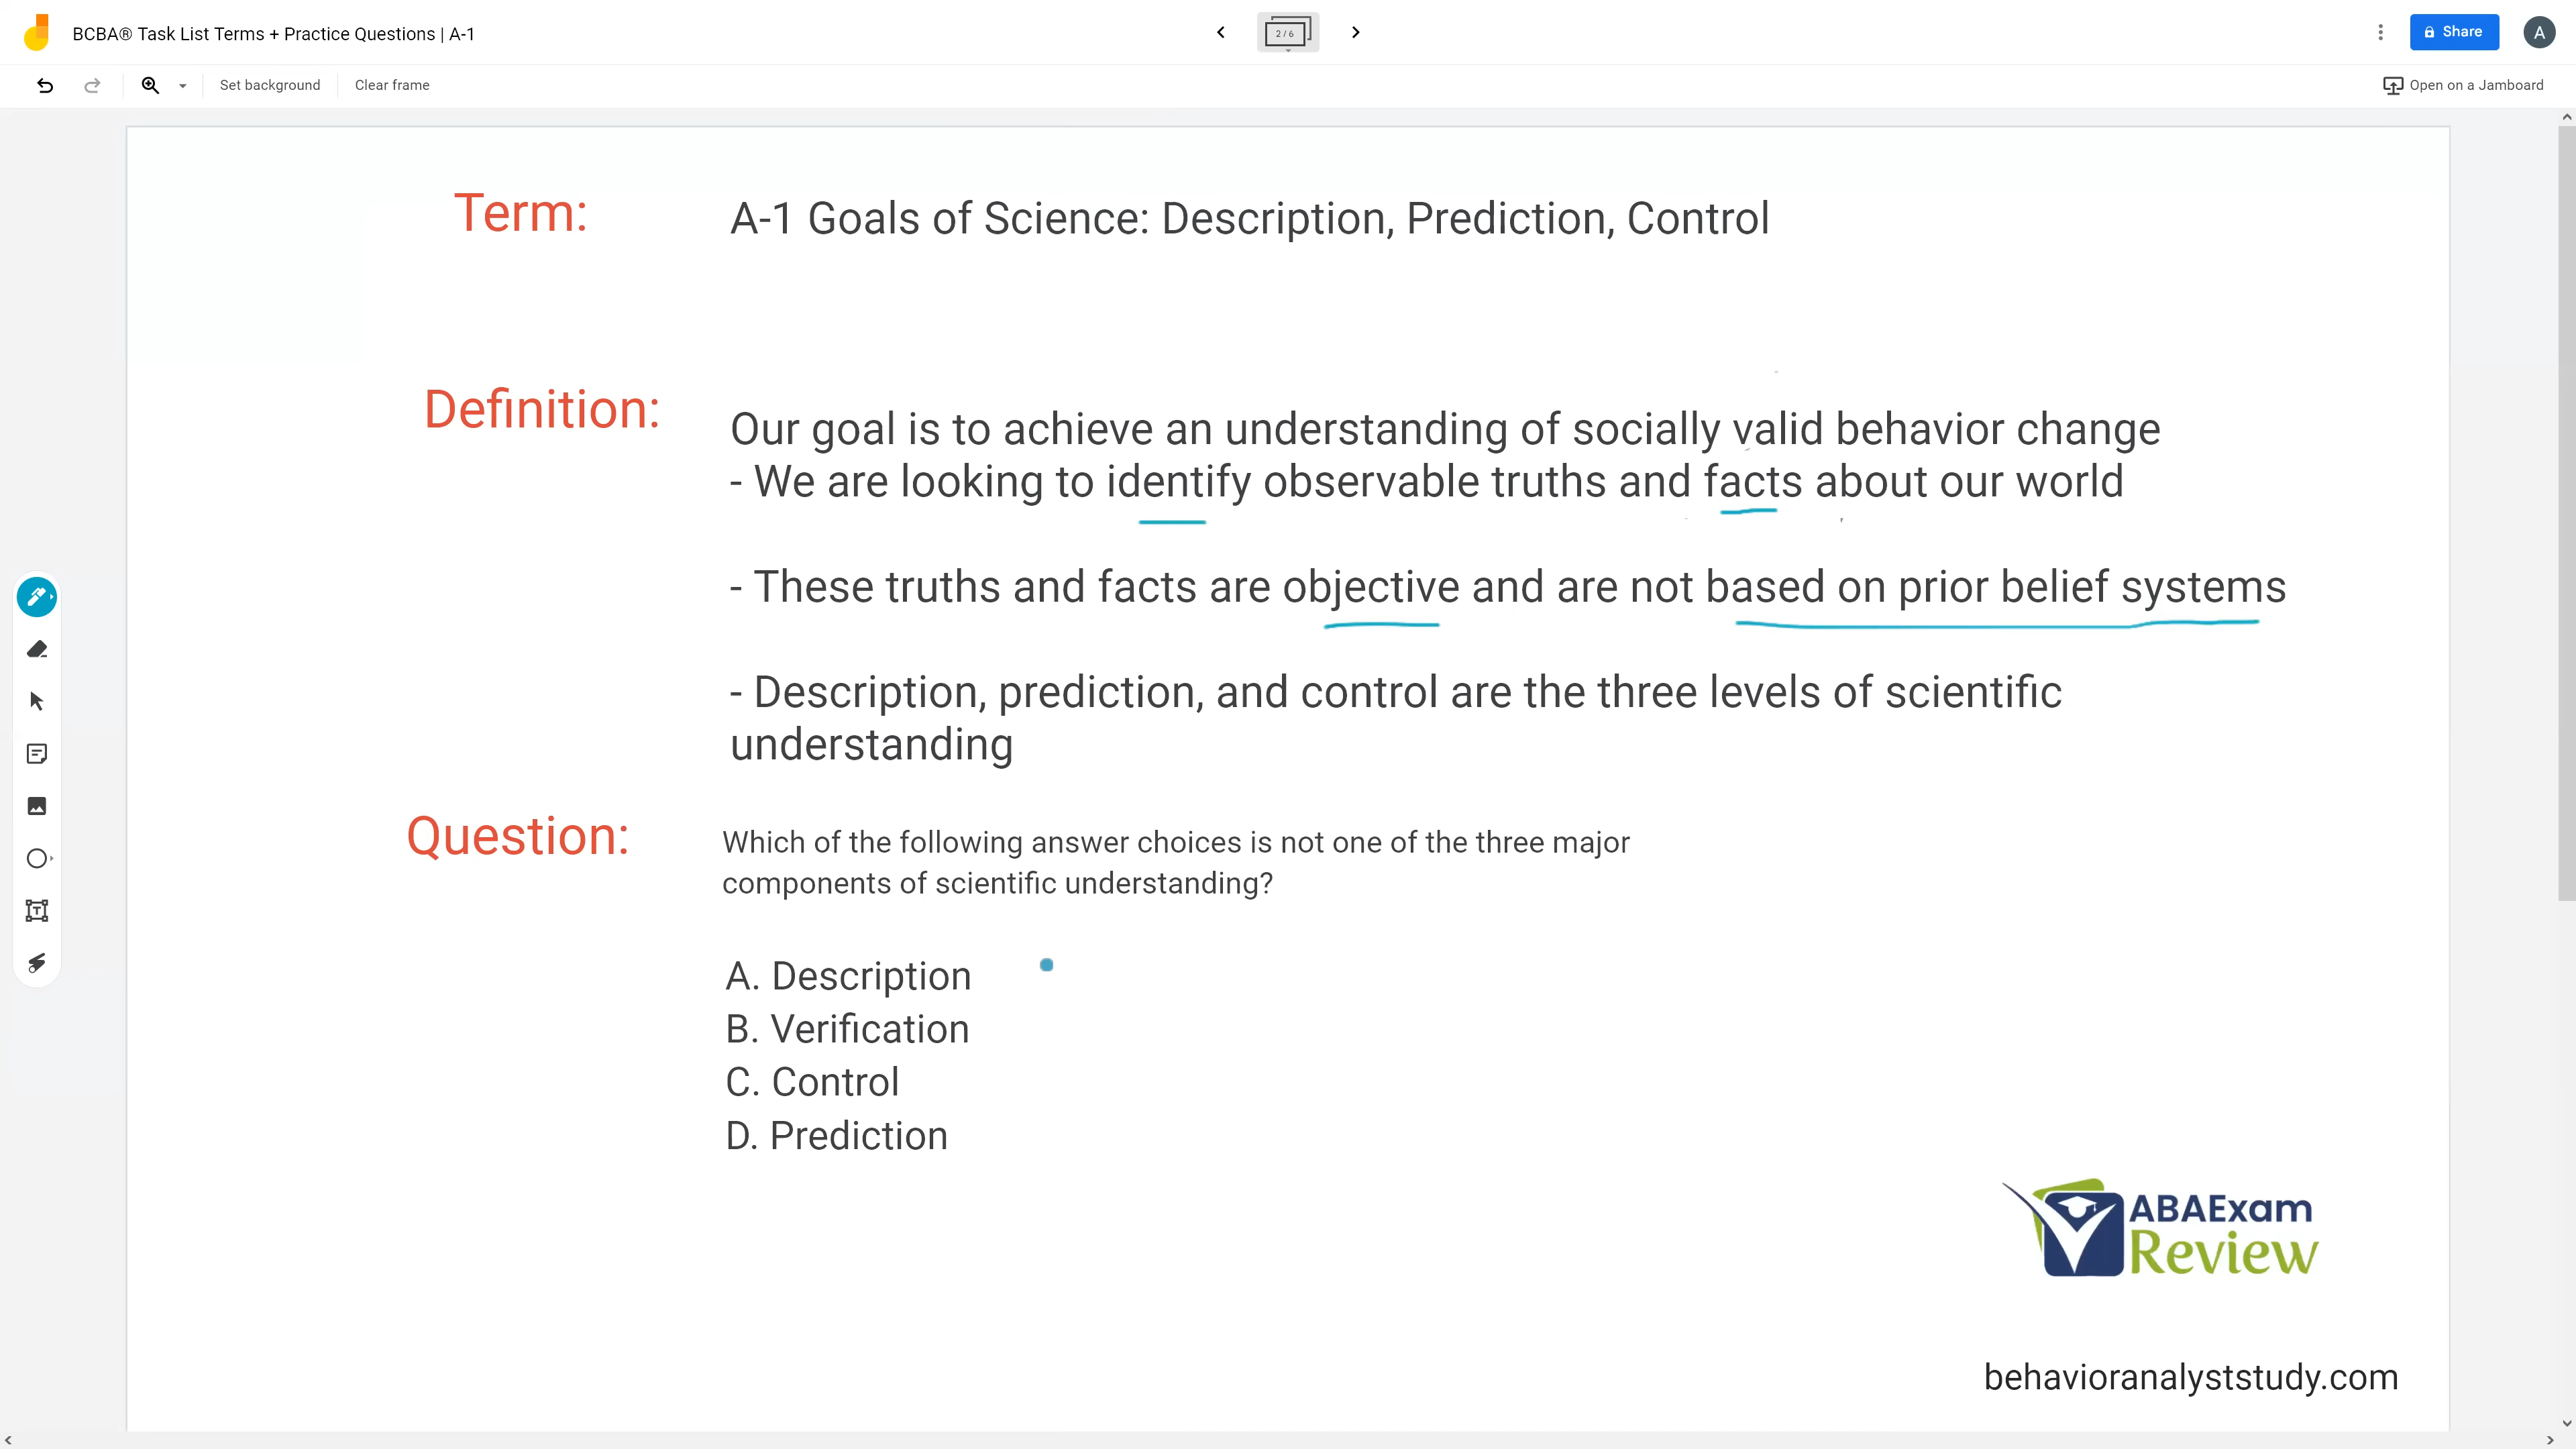 BCBA® Task List Terms + Practice Questions | A-1
2 / 6
Share
A
Set background
Clear frame
Open on a Jamboard
Term:
A-1 Goals of Science: Description, Prediction, Control
Definition:
Our goal is to achieve an understanding of socially valid behavior change
- We are looking to identify observable truths and facts about our world
- These truths and facts are objective and are not based on prior belief systems
- Description, prediction, and control are the three levels of scientific
understanding
Question:
Which of the following answer choices is not one of the three major
components of scientific understanding?
A. Description
B. Verification
C. Control
D. Prediction
ABAExam
Review
behavioranalyststudy.com